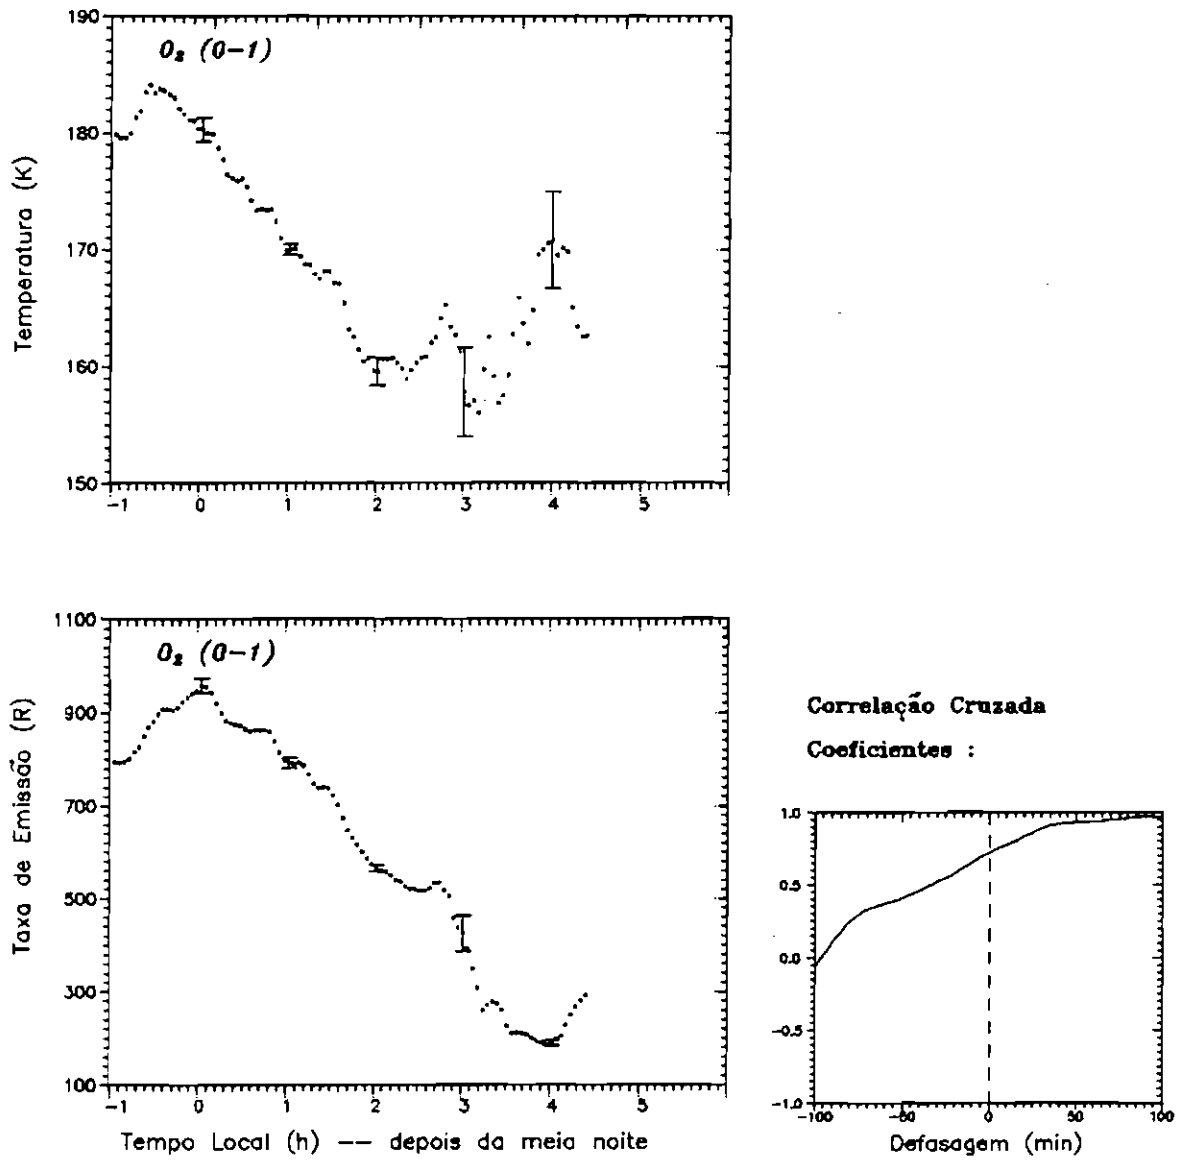 190
180
170
160
150
Temperatura (K)
O₂ (0-1)
-1 0 1 2 3 4 5
1100
900
700
500
300
100
Taxa de Emissão (R)
O₂ (0-1)
-1 0 1 2 3 4 5
Tempo Local (h) -- depois da meia noite
Correlação Cruzada
Coeficientes :
1.0
0.5
0.0
-0.5
-1.0
-100 -50 0 50 100
Defasagem (min)